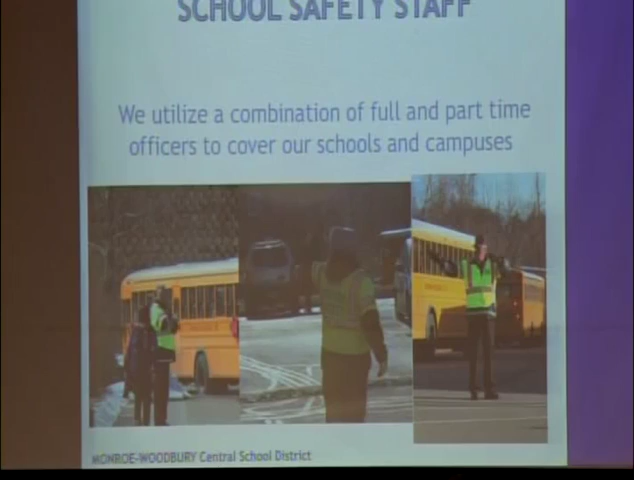 SCHOOL SAFETY STAFF
We utilize a combination of full and part time
officers to cover our schools and campuses
MONROE-WOODBURY Central School District